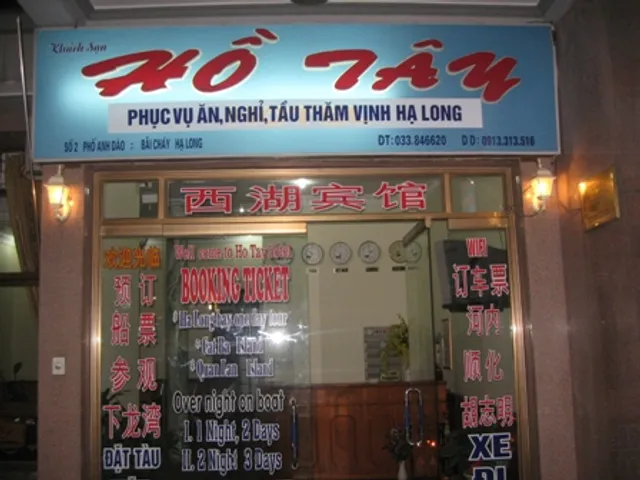 Khách Sạn
HỒ TÂY
PHỤC VỤ ĂN,NGHỈ,TẦU THĂM VỊNH HẠ LONG
SỐ 2 PHỐ ANH ĐÀO : BÃI CHÁY HẠ LONG
ĐT: 033.846620 D Đ: 0913.313.516
西湖宾馆
欢迎光临
预订
船票
参观
下龙湾
ĐẶT TÀU
Well come to Ho Tay Hotel
BOOKING TICKET
* Ha Long bay one day tour
* Cat Ba Island
* Quan Lan Island
Over night on boat
I. 1 Night, 2 Days
II. 2 Night 3 Days
WIFI
订车票
河内
顺化
胡志明
XE
ĐI